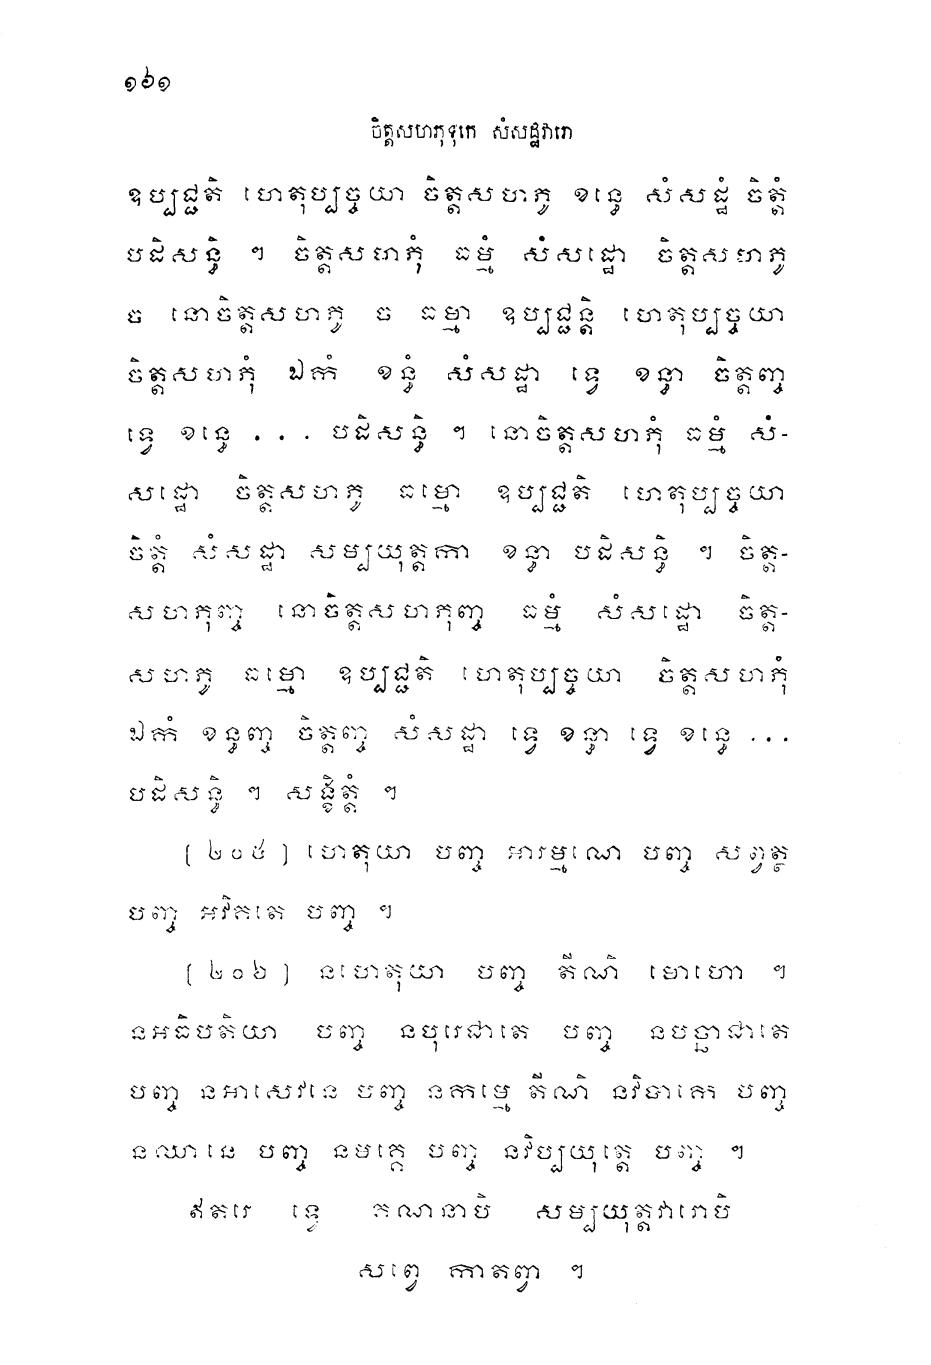 ១៦១
ចិត្តសហភុទុកេ សំសដ្ឋវារោ
ឧប្បជ្ជតិ ហេតុប្បច្ចយា ចិត្តសហភូ ខន្ធេ សំសដ្ឋំ ចិត្តំ
បដិសន្ធិ ។ ចិត្តសហភុំ ធម្មំ សំសដ្ឋោ ចិត្តសហភូ
ច នោចិត្តសហភូ ច ធម្មា ឧប្បជ្ជន្តិ ហេតុប្បច្ចយា
ចិត្តសហភុំ ឯកំ ខន្ធំ សំសដ្ឋា ទ្វេ ខន្ធា ចិត្តញ្ច
ទ្វេ ខន្ធេ ... បដិសន្ធិ ។ នោចិត្តសហភុំ ធម្មំ សំ-
សដ្ឋោ ចិត្តសហភូ ធម្មោ ឧប្បជ្ជតិ ហេតុប្បច្ចយា
ចិត្តំ សំសដ្ឋា សម្បយុត្តកា ខន្ធា បដិសន្ធិ ។ ចិត្ត-
សហភុញ្ច នោចិត្តសហភុញ្ច ធម្មំ សំសដ្ឋោ ចិត្ត-
សហភូ ធម្មោ ឧប្បជ្ជតិ ហេតុប្បច្ចយា ចិត្តសហភុំ
ឯកំ ខន្ធញ្ច ចិត្តញ្ច សំសដ្ឋា ទ្វេ ខន្ធា ទ្វេ ខន្ធេ ...
បដិសន្ធិ ។ សង្ខិត្តំ ។
[ ២០៥ ] ហេតុយា បញ្ច អារម្មណេ បញ្ច សព្វត្ថ
បញ្ច អវិគតេ បញ្ច ។
[ ២០៦ ] នហេតុយា បញ្ច តីណិ មោហោ ។
នអធិបតិយា បញ្ច នបុរេជាតេ បញ្ច នបច្ឆាជាតេ
បញ្ច នអាសេវនេ បញ្ច នកម្មេ តីណិ នវិបាកេ បញ្ច
នឈានេ បញ្ច នមគ្គេ បញ្ច នវិប្បយុត្តេ បញ្ច ។
ឥតរេ ទ្វេ គណនាបិ សម្បយុត្តវារោបិ
សព្វេ កាតព្វា ។